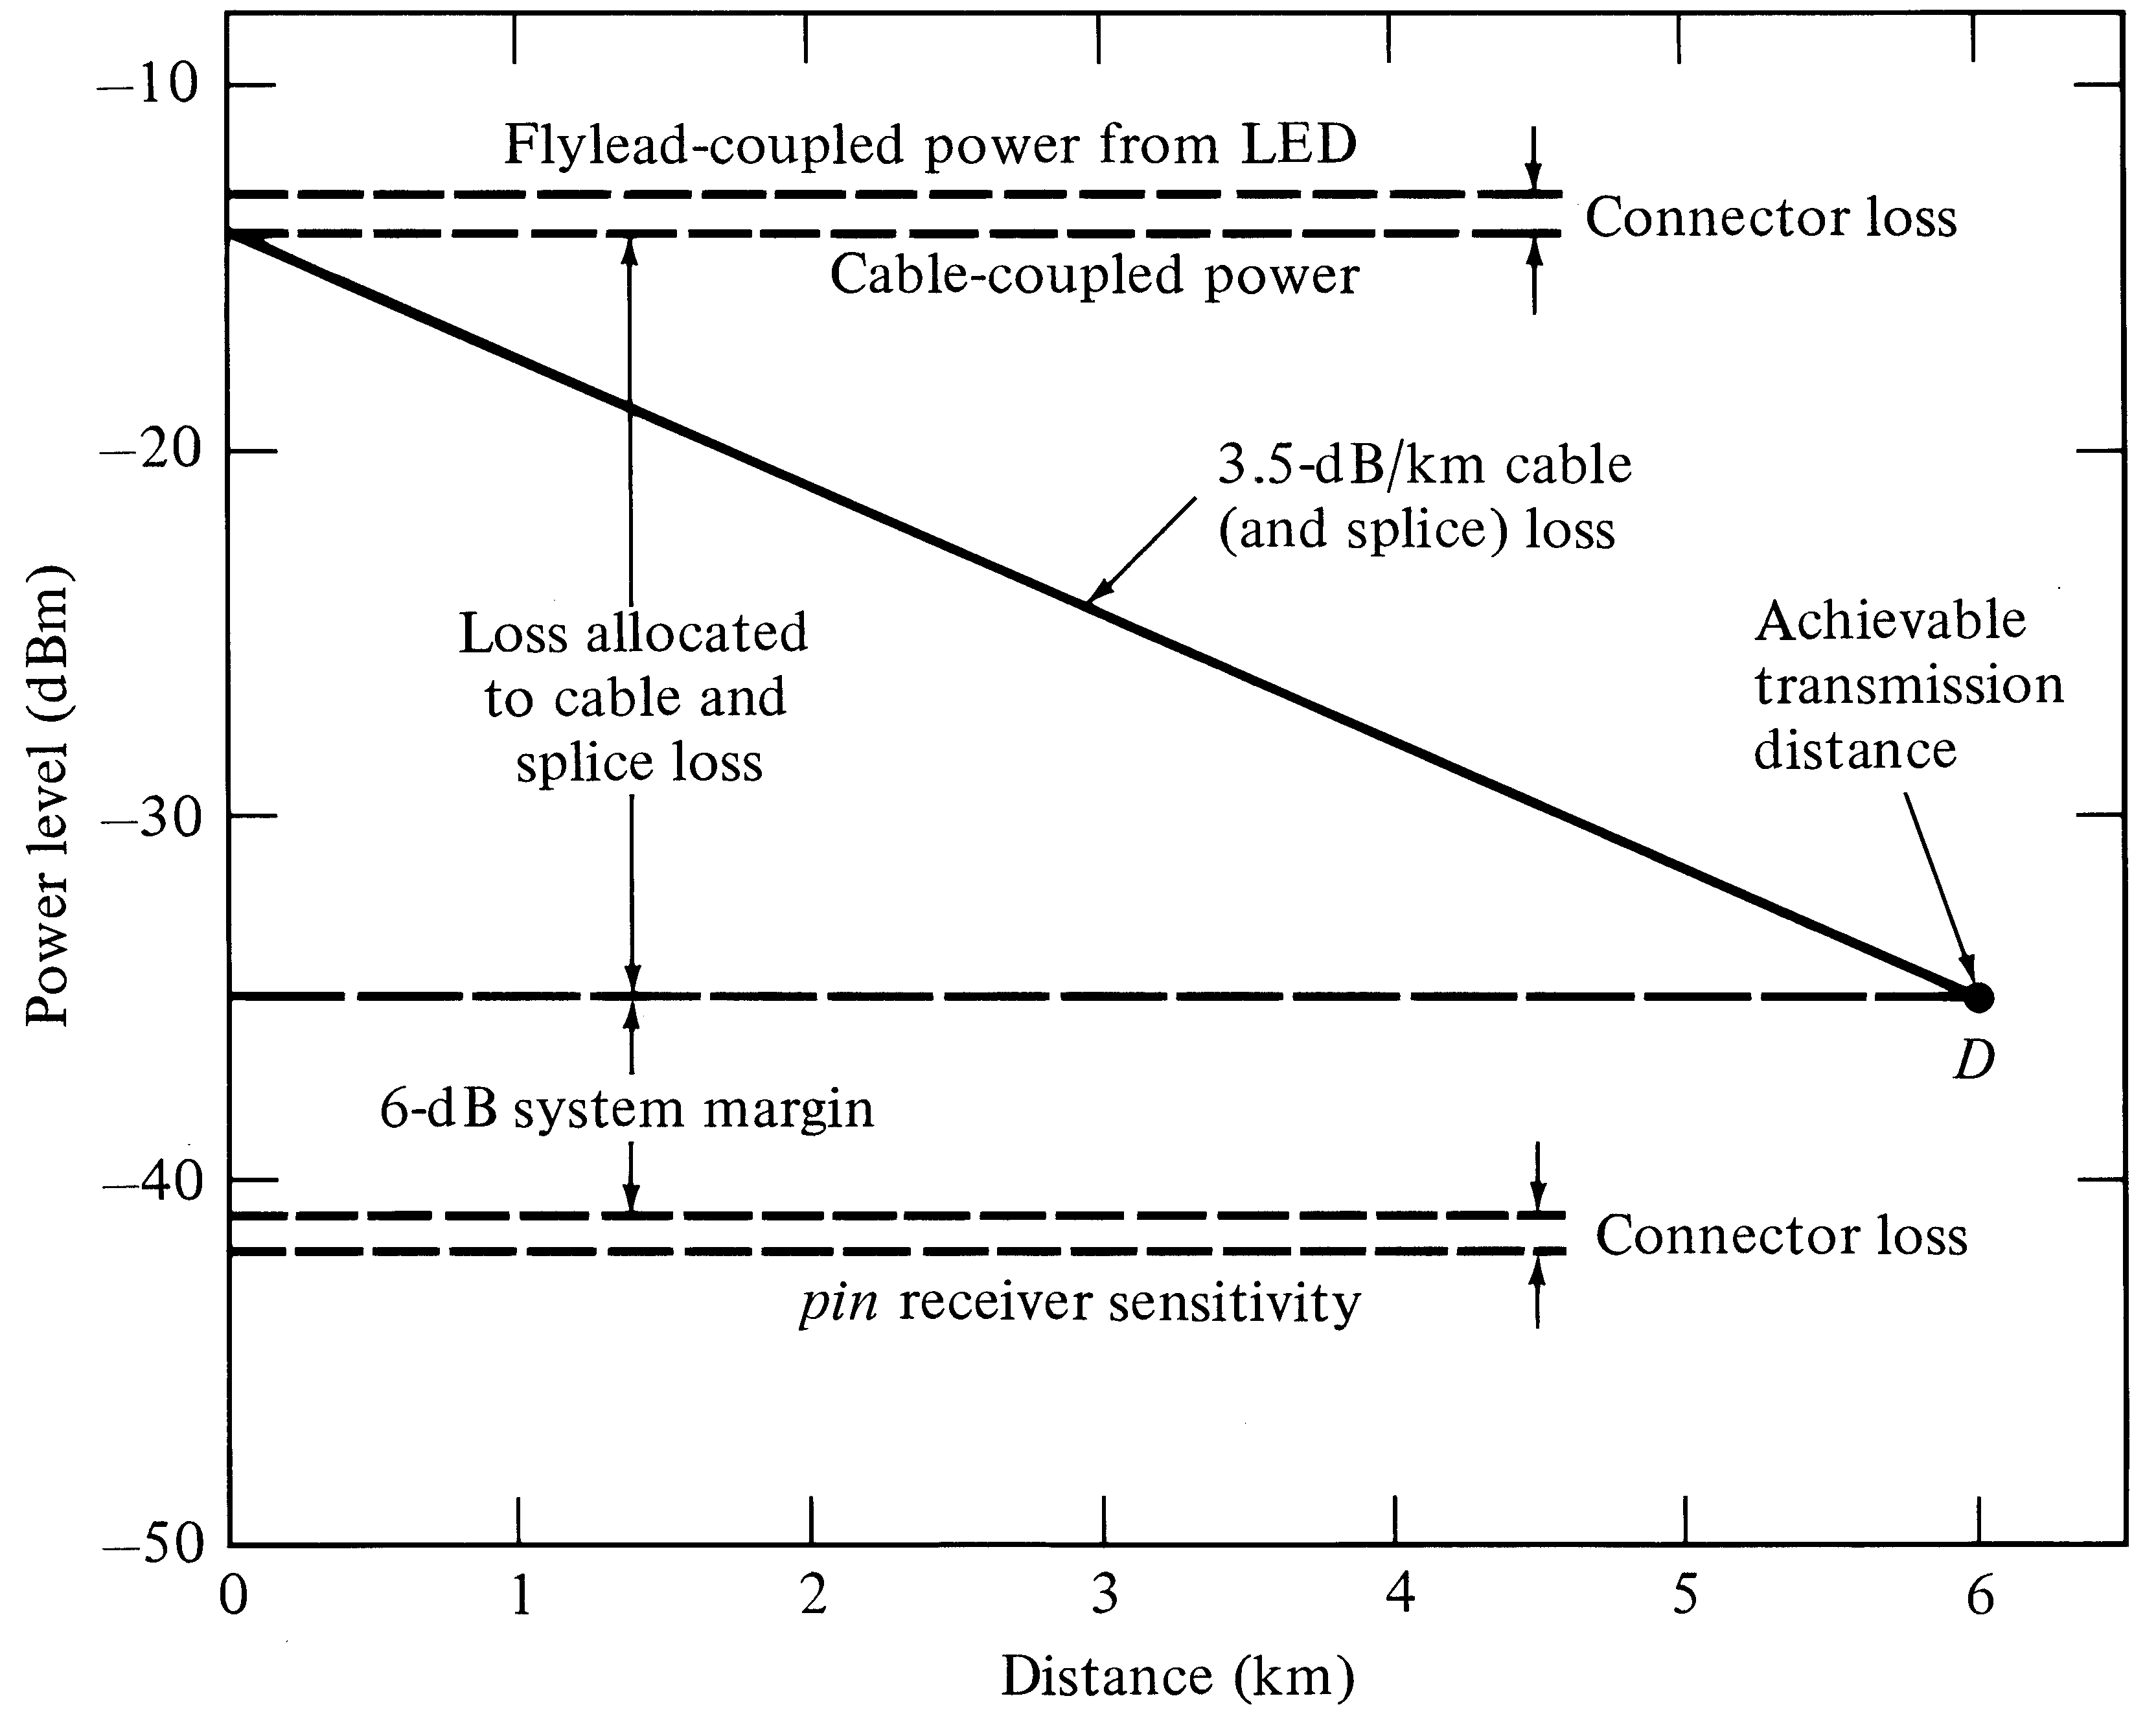 −10
Flylead-coupled power from LED
Connector loss
Cable-coupled power
−20
3.5-dB/km cable
(and splice) loss
Loss allocated
to cable and
splice loss
Achievable
transmission
distance
−30
Power level (dBm)
D
6-dB system margin
−40
Connector loss
pin receiver sensitivity
−50
0 1 2 3 4 5 6
Distance (km)